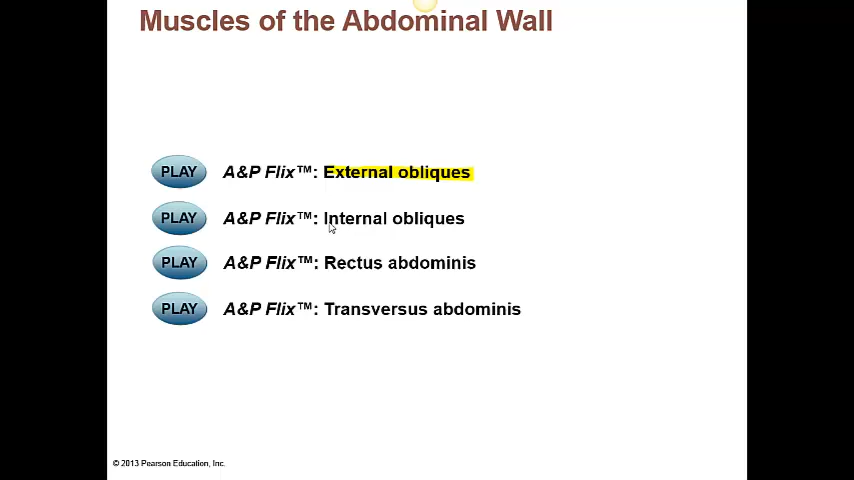 Muscles of the Abdominal Wall
PLAY A&P Flix™: External obliques
PLAY A&P Flix™: Internal obliques
PLAY A&P Flix™: Rectus abdominis
PLAY A&P Flix™: Transversus abdominis
© 2013 Pearson Education, Inc.